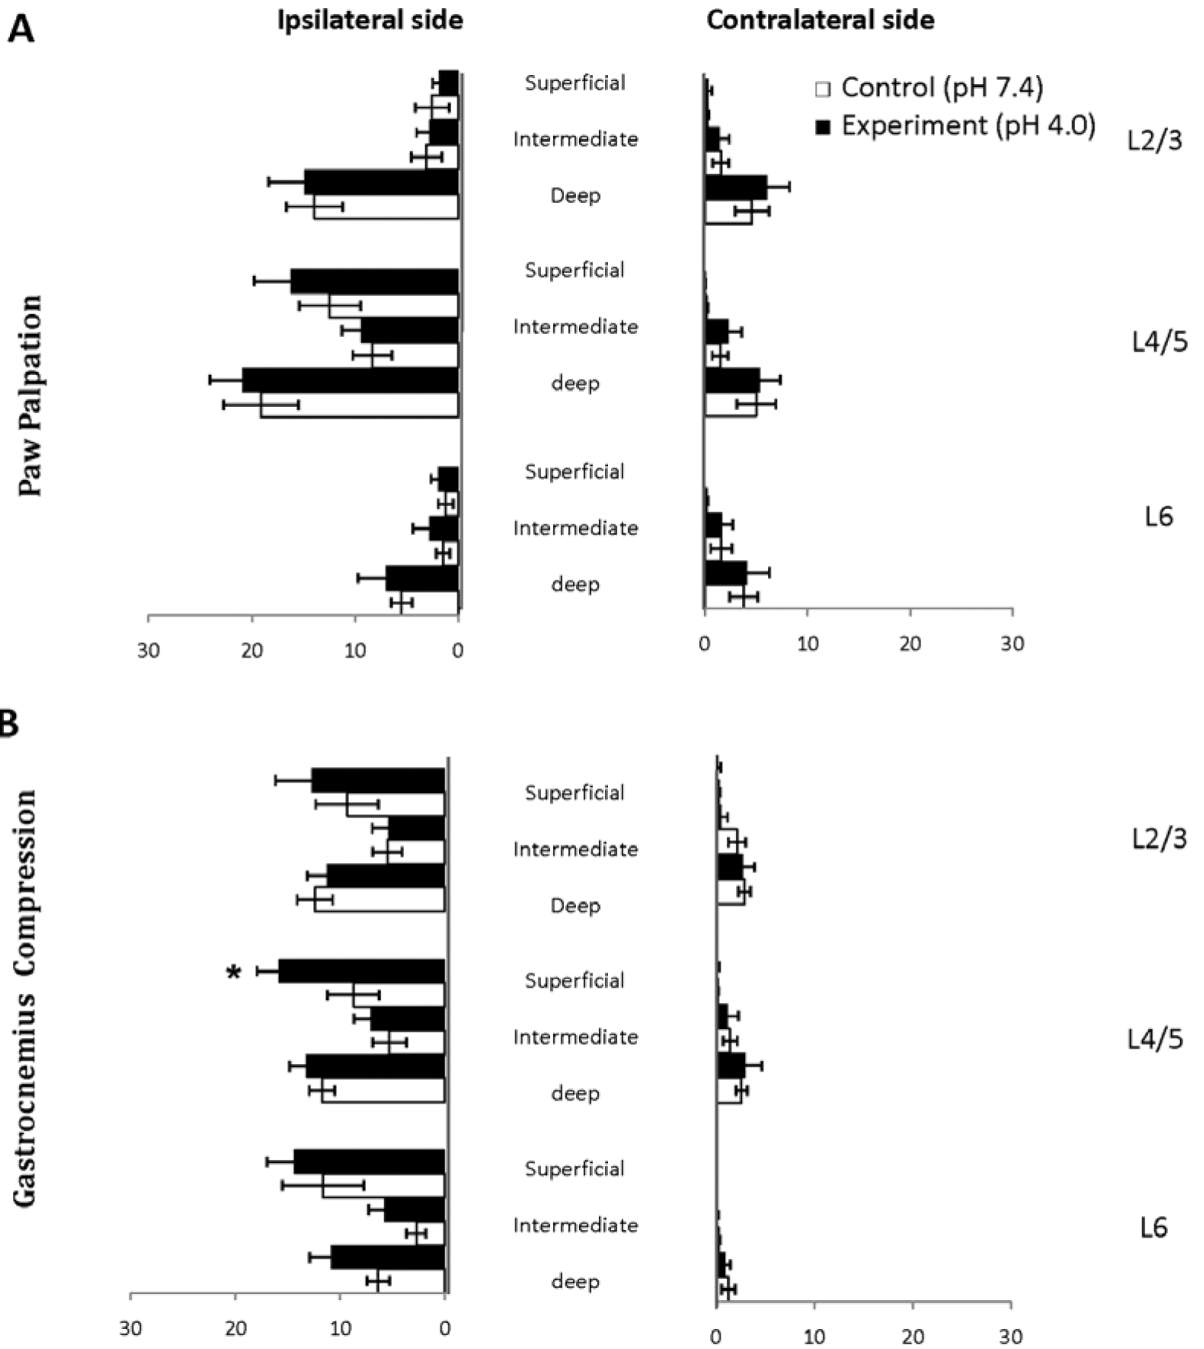 A
Ipsilateral side
Contralateral side
Control (pH 7.4)
Experiment (pH 4.0)
Paw Palpation
Superficial
Intermediate
Deep
L2/3
Superficial
Intermediate
deep
L4/5
Superficial
Intermediate
deep
L6
30 20 10 0
0 10 20 30
B
Gastrocnemius Compression
Superficial
Intermediate
Deep
L2/3
*
Superficial
Intermediate
deep
L4/5
Superficial
Intermediate
deep
L6
30 20 10 0
0 10 20 30